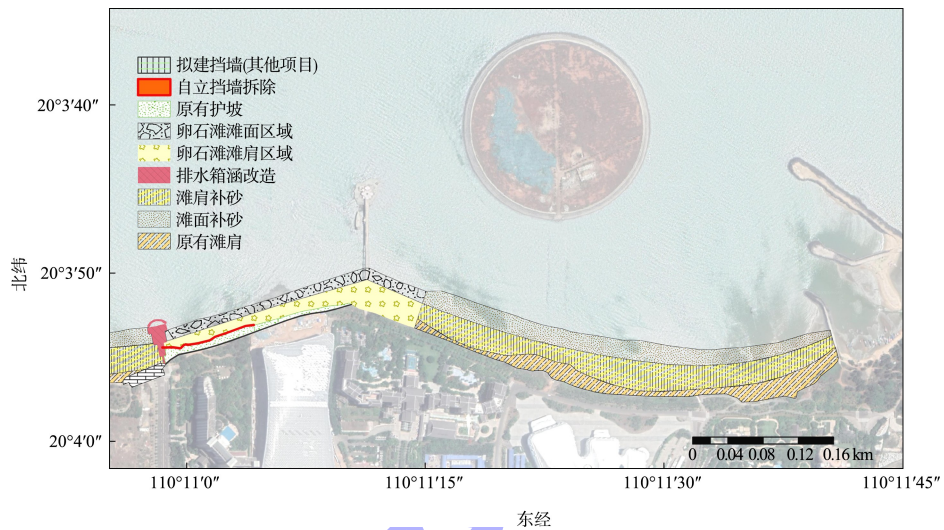 拟建挡墙(其他项目)
自立挡墙拆除
原有护坡
卵石滩滩面区域
卵石滩滩肩区域
排水箱涵改造
滩肩补砂
滩面补砂
原有滩肩
20°3′40″
20°3′50″
20°4′0″
北纬
0 0.04 0.08 0.12 0.16 km
110°11′0″ 110°11′15″ 110°11′30″ 110°11′45″
东经